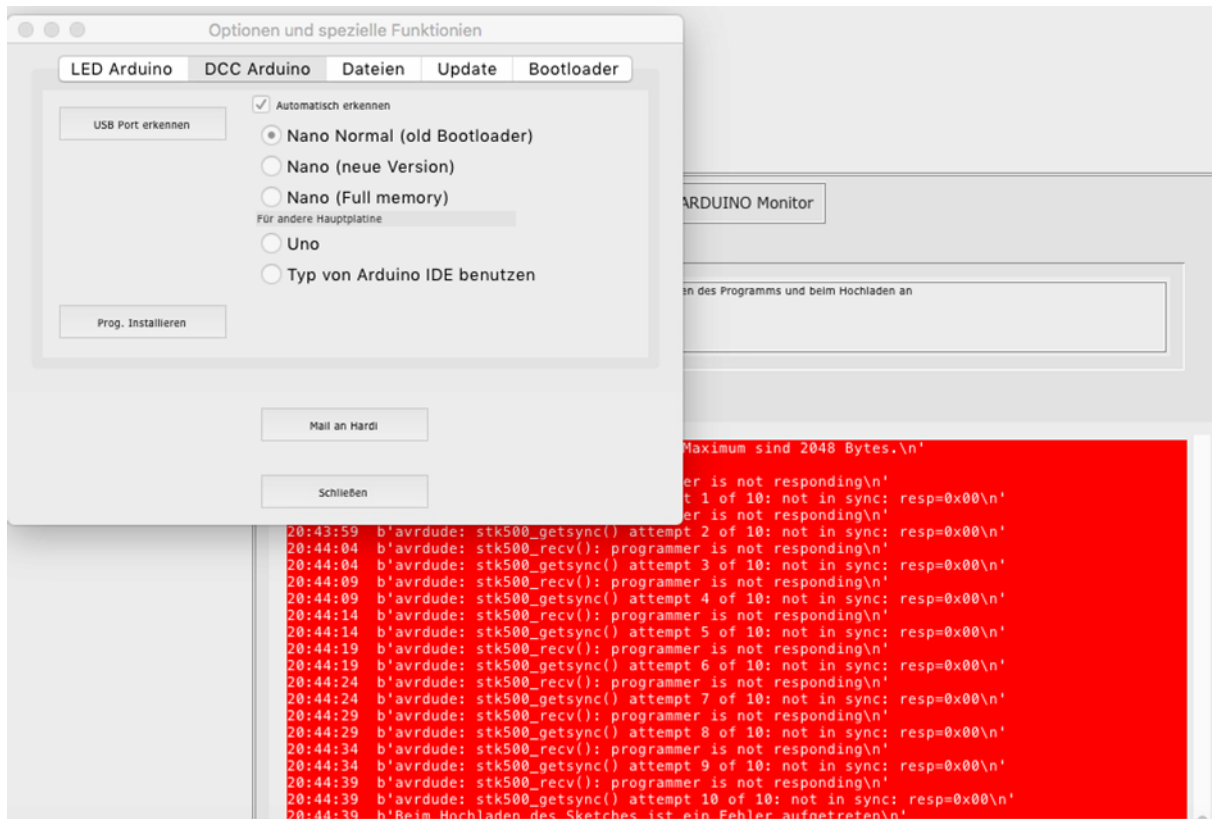 Optionen und spezielle Funktionien
LED Arduino DCC Arduino Dateien Update Bootloader
USB Port erkennen
Automatisch erkennen
Nano Normal (old Bootloader)
Nano (neue Version)
Nano (Full memory)
Für andere Hauptplatine
Uno
Typ von Arduino IDE benutzen
Prog. Installieren
Mail an Hardi
Schließen
ARDUINO Monitor
en des Programms und beim Hochladen an
Maximum sind 2048 Bytes.\n'
er is not responding\n'
t 1 of 10: not in sync: resp=0x00\n'
er is not responding\n'
20:43:59 b'avrdude: stk500_getsync() attempt 2 of 10: not in sync: resp=0x00\n'
20:44:04 b'avrdude: stk500_recv(): programmer is not responding\n'
20:44:04 b'avrdude: stk500_getsync() attempt 3 of 10: not in sync: resp=0x00\n'
20:44:09 b'avrdude: stk500_recv(): programmer is not responding\n'
20:44:09 b'avrdude: stk500_getsync() attempt 4 of 10: not in sync: resp=0x00\n'
20:44:14 b'avrdude: stk500_recv(): programmer is not responding\n'
20:44:14 b'avrdude: stk500_getsync() attempt 5 of 10: not in sync: resp=0x00\n'
20:44:19 b'avrdude: stk500_recv(): programmer is not responding\n'
20:44:19 b'avrdude: stk500_getsync() attempt 6 of 10: not in sync: resp=0x00\n'
20:44:24 b'avrdude: stk500_recv(): programmer is not responding\n'
20:44:24 b'avrdude: stk500_getsync() attempt 7 of 10: not in sync: resp=0x00\n'
20:44:29 b'avrdude: stk500_recv(): programmer is not responding\n'
20:44:29 b'avrdude: stk500_getsync() attempt 8 of 10: not in sync: resp=0x00\n'
20:44:34 b'avrdude: stk500_recv(): programmer is not responding\n'
20:44:34 b'avrdude: stk500_getsync() attempt 9 of 10: not in sync: resp=0x00\n'
20:44:39 b'avrdude: stk500_recv(): programmer is not responding\n'
20:44:39 b'avrdude: stk500_getsync() attempt 10 of 10: not in sync: resp=0x00\n'
20:44:39 b'Beim Hochladen des Sketches ist ein Fehler aufgetreten\n'